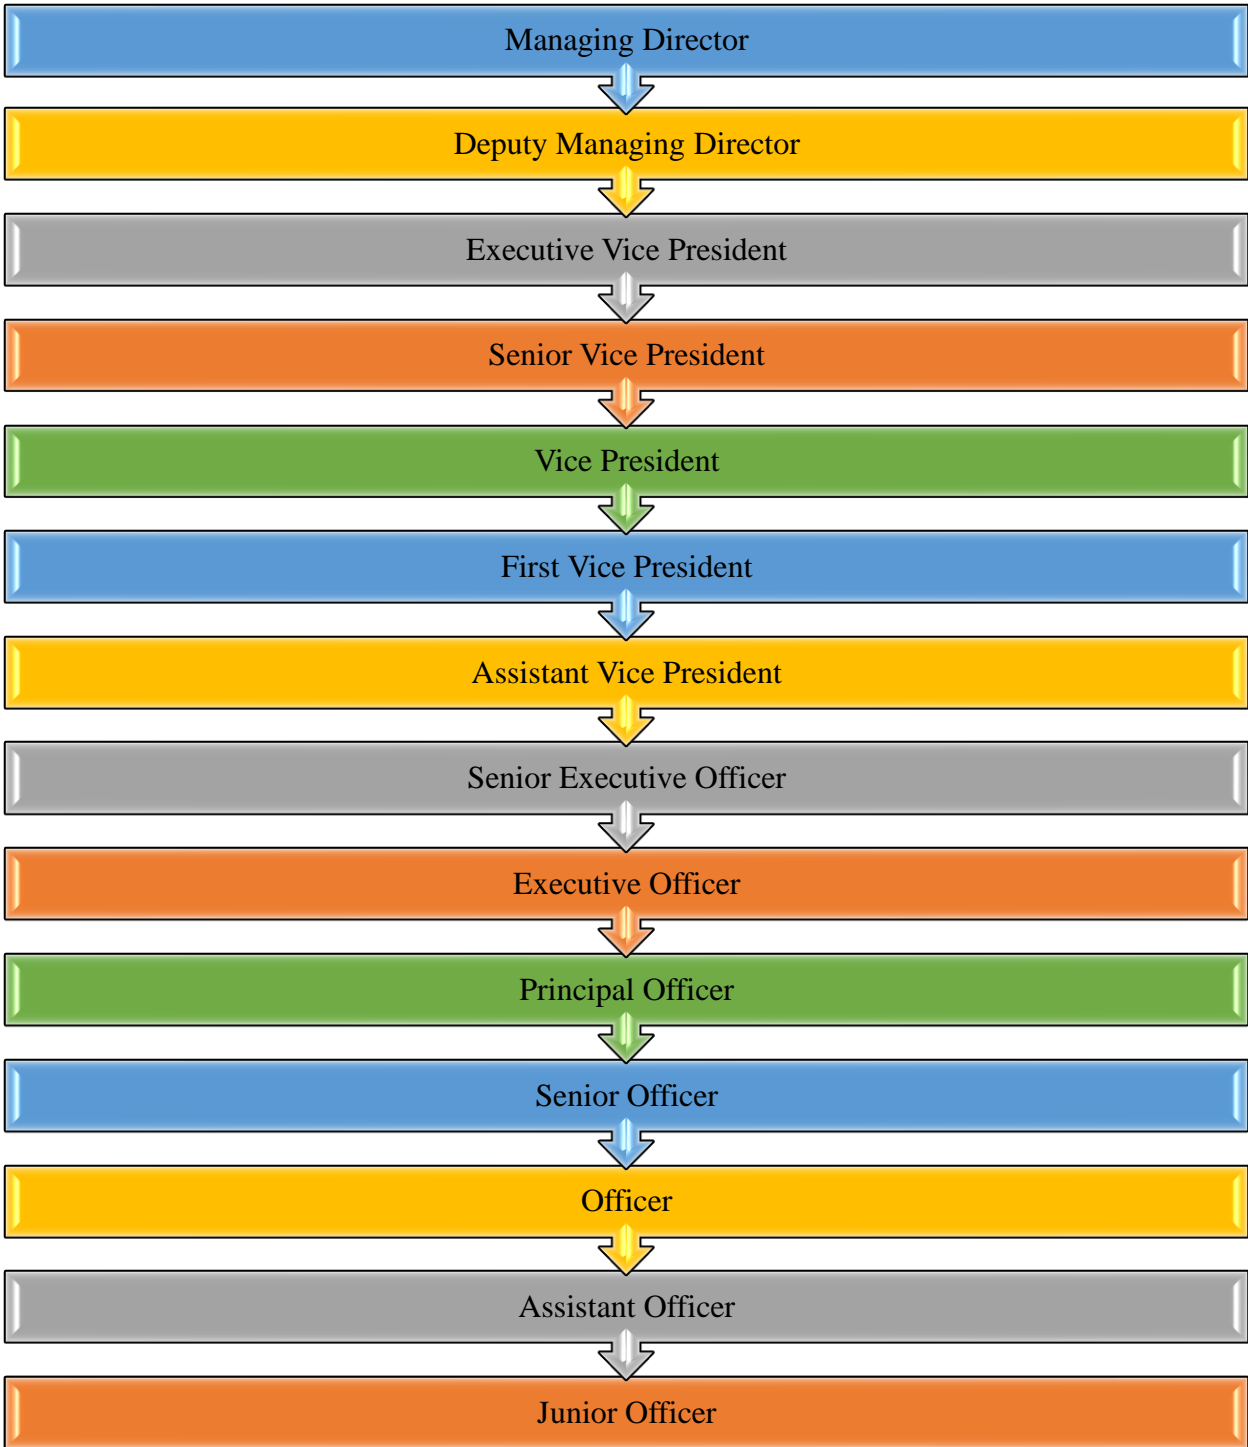 Managing Director
Deputy Managing Director
Executive Vice President
Senior Vice President
Vice President
First Vice President
Assistant Vice President
Senior Executive Officer
Executive Officer
Principal Officer
Senior Officer
Officer
Assistant Officer
Junior Officer